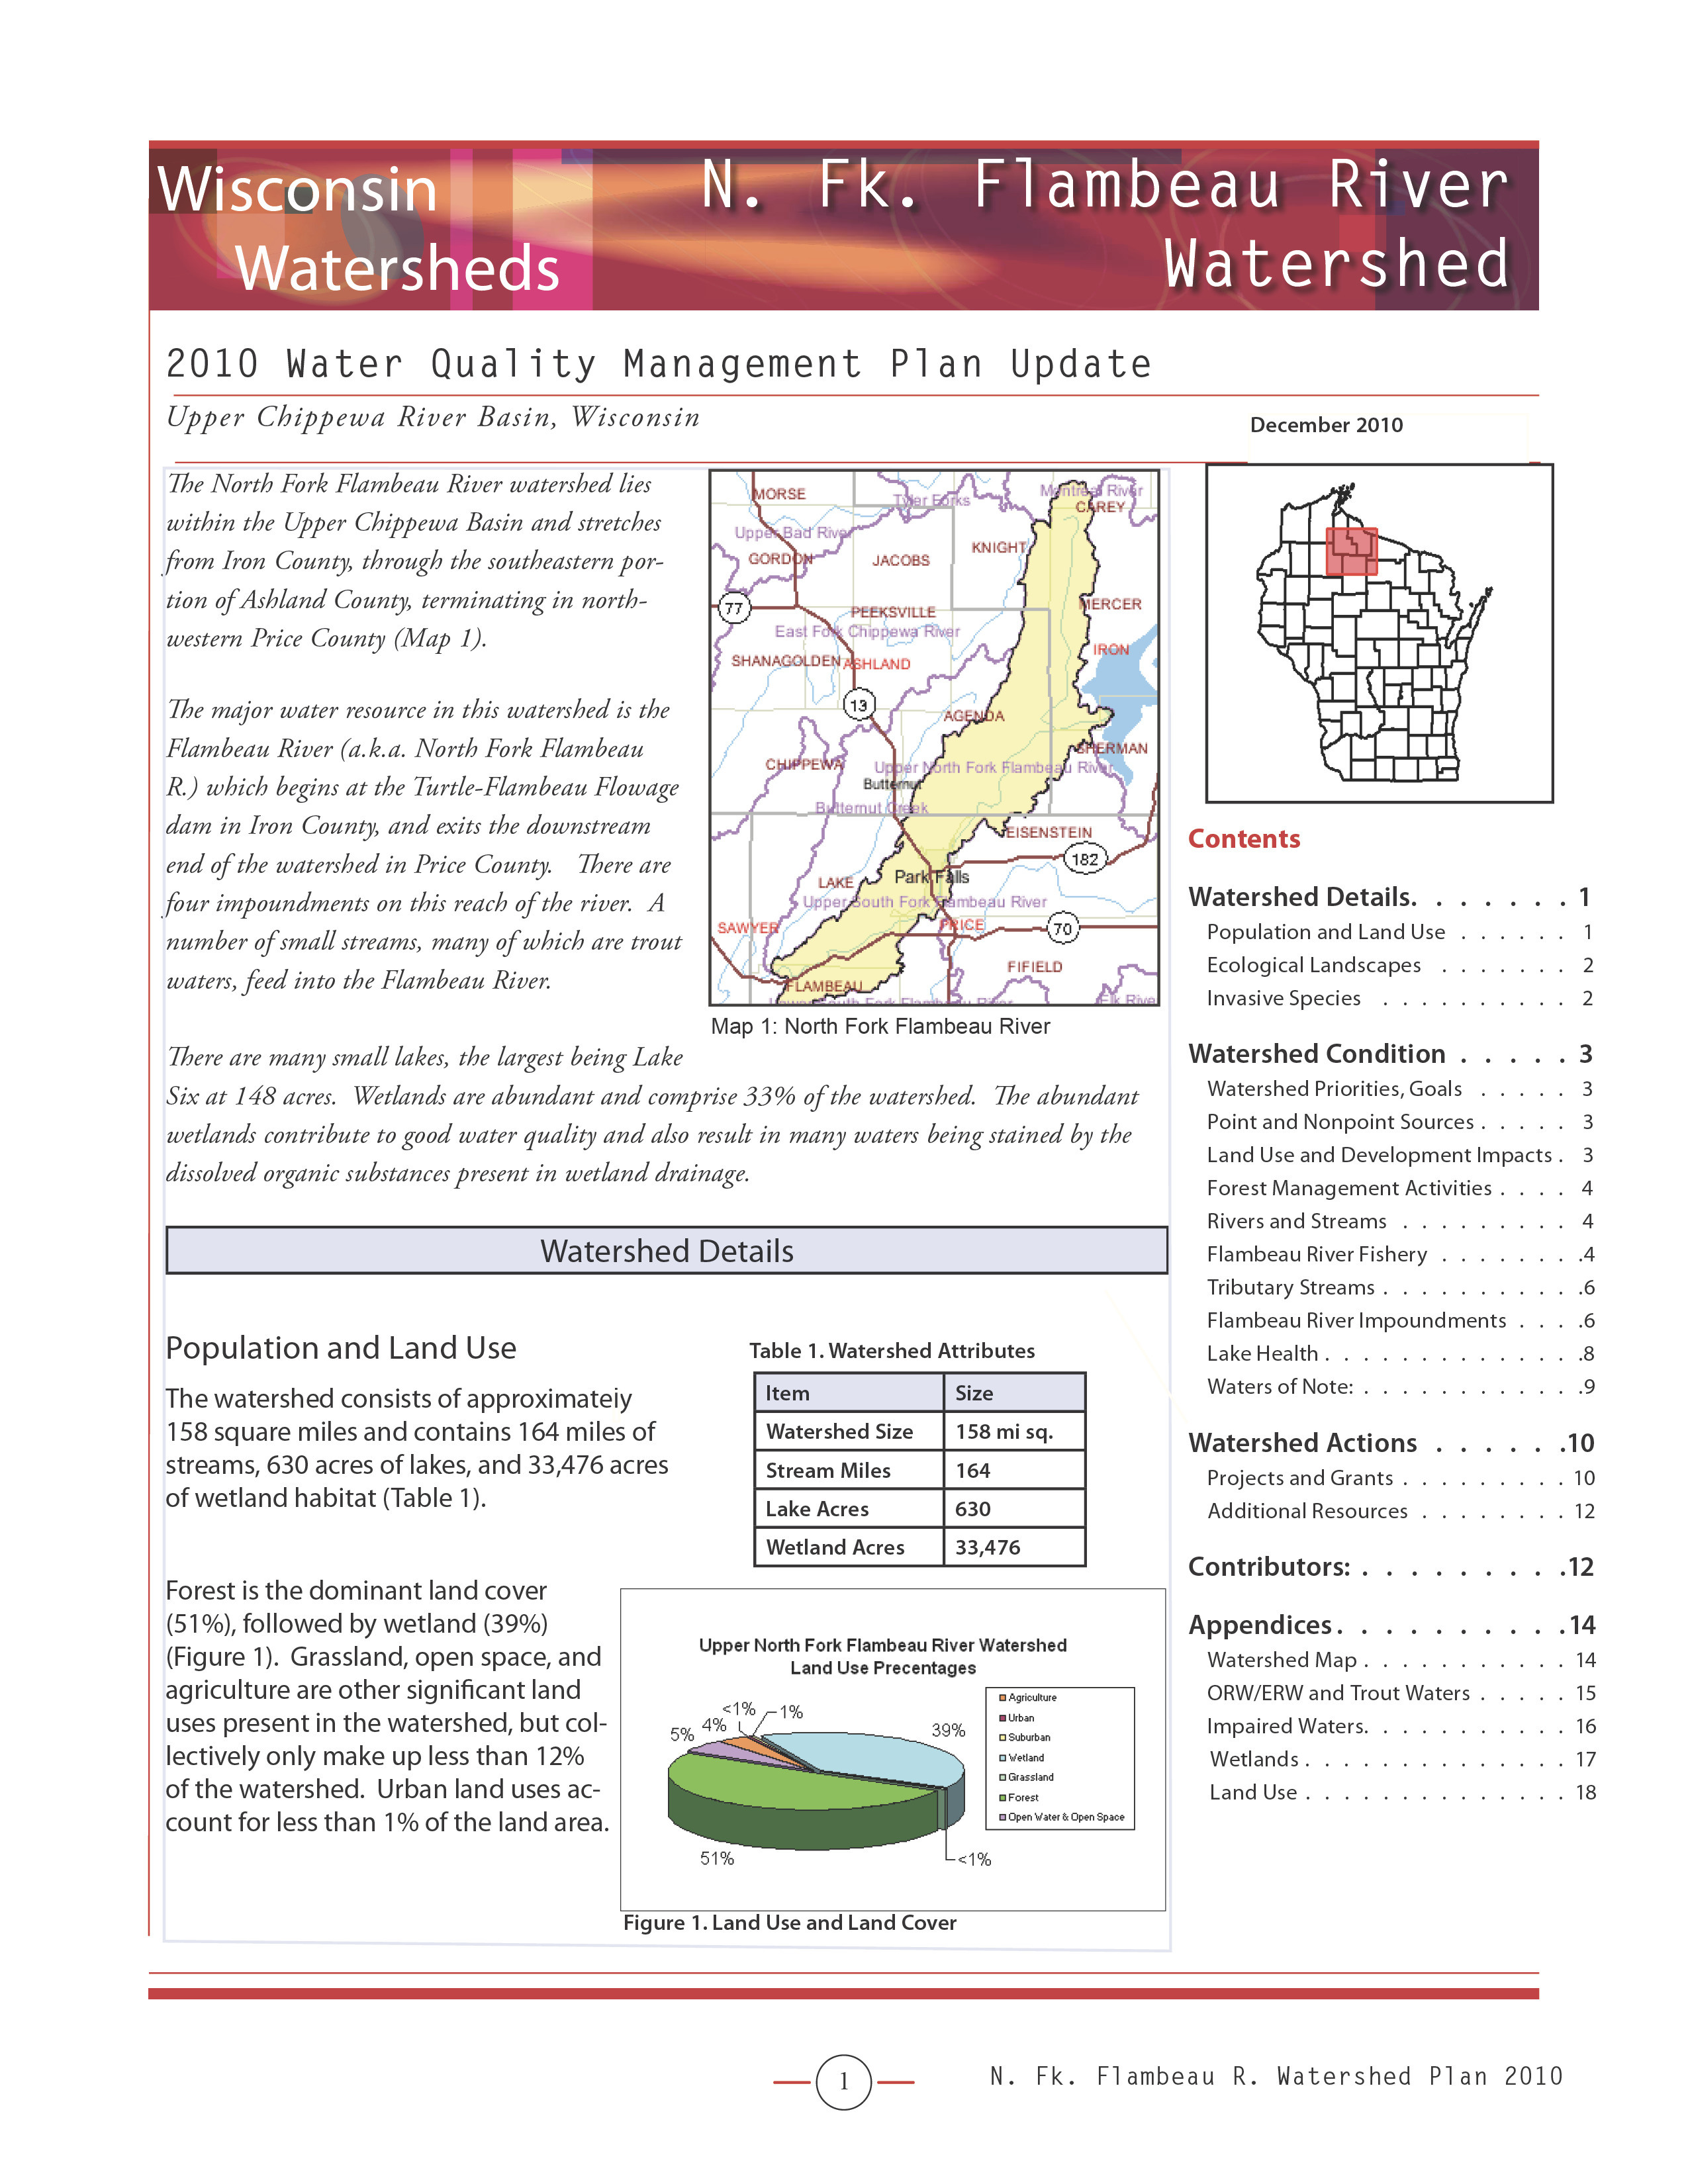 Wisconsin
Watersheds
N. Fk. Flambeau River
Watershed
2010 Water Quality Management Plan Update
Upper Chippewa River Basin, Wisconsin
December 2010
The North Fork Flambeau River watershed lies
within the Upper Chippewa Basin and stretches
from Iron County, through the southeastern por-
tion of Ashland County, terminating in north-
western Price County (Map 1).
The major water resource in this watershed is the
Flambeau River (a.k.a. North Fork Flambeau
R.) which begins at the Turtle-Flambeau Flowage
dam in Iron County, and exits the downstream
end of the watershed in Price County.   There are
four impoundments on this reach of the river.  A
number of small streams, many of which are trout
waters, feed into the Flambeau River.
MORSE
Tyler Forks
Montreal River
CAREY
Upper Bad River
GORDON
JACOBS
KNIGHT
77
PEEKSVILLE
MERCER
East Fork Chippewa River
IRON
SHANAGOLDEN
ASHLAND
13
AGENDA
SHERMAN
CHIPPEWA
Upper North Fork Flambeau River
Butternut
Butternut Creek
EISENSTEIN
182
LAKE
Park Falls
Upper South Fork Flambeau River
SAWYER
PRICE
70
FIFIELD
FLAMBEAU
Lower South Fork Flambeau River
Elk River
Map 1: North Fork Flambeau River
There are many small lakes, the largest being Lake
Six at 148 acres.  Wetlands are abundant and comprise 33% of the watershed.  The abundant
wetlands contribute to good water quality and also result in many waters being stained by the
dissolved organic substances present in wetland drainage.
Watershed Details
Population and Land Use
The watershed consists of approximately
158 square miles and contains 164 miles of
streams, 630 acres of lakes, and 33,476 acres
of wetland habitat (Table 1).
Table 1. Watershed Attributes
Item Size
Watershed Size 158 mi sq.
Stream Miles 164
Lake Acres 630
Wetland Acres 33,476
Forest is the dominant land cover
(51%), followed by wetland (39%)
(Figure 1).  Grassland, open space, and
agriculture are other significant land
uses present in the watershed, but col-
lectively only make up less than 12%
of the watershed.  Urban land uses ac-
count for less than 1% of the land area.
Upper North Fork Flambeau River Watershed
Land Use Precentages
5%
4%
<1%
1%
39%
51%
<1%
Agriculture
Urban
Suburban
Wetland
Grassland
Forest
Open Water & Open Space
Figure 1. Land Use and Land Cover
Contents
Watershed Details. . . . . . . 1
Population and Land Use . . . . . . 1
Ecological Landscapes . . . . . . . 2
Invasive Species . . . . . . . . . . 2
Watershed Condition . . . . . 3
Watershed Priorities, Goals . . . . . 3
Point and Nonpoint Sources . . . . . 3
Land Use and Development Impacts . 3
Forest Management Activities . . . . 4
Rivers and Streams . . . . . . . . . 4
Flambeau River Fishery . . . . . . . .4
Tributary Streams . . . . . . . . . . .6
Flambeau River Impoundments . . . .6
Lake Health . . . . . . . . . . . . . .8
Waters of Note: . . . . . . . . . . . .9
Watershed Actions . . . . . .10
Projects and Grants . . . . . . . . . 10
Additional Resources . . . . . . . . 12
Contributors: . . . . . . . . .12
Appendices . . . . . . . . . .14
Watershed Map . . . . . . . . . . . 14
ORW/ERW and Trout Waters . . . . . 15
Impaired Waters. . . . . . . . . . . 16
Wetlands . . . . . . . . . . . . . . 17
Land Use . . . . . . . . . . . . . . 18
1
N. Fk. Flambeau R. Watershed Plan 2010